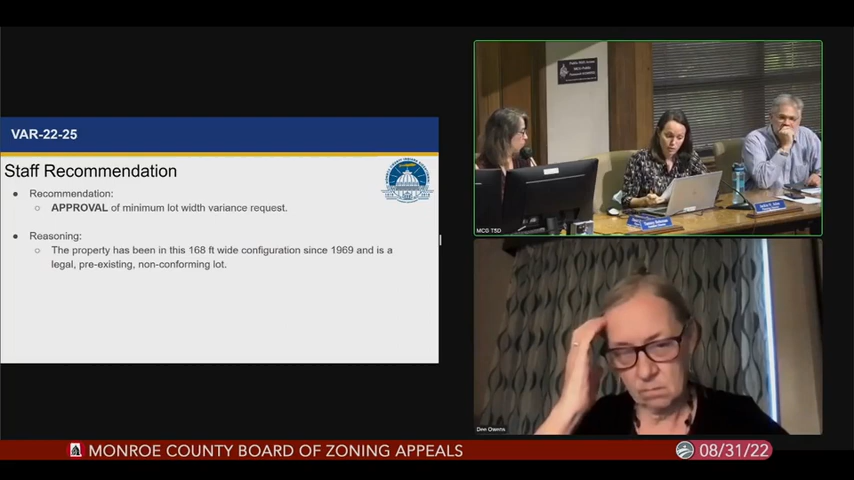 VAR-22-25
Staff Recommendation
Recommendation:
APPROVAL of minimum lot width variance request.
Reasoning:
The property has been in this 168 ft wide configuration since 1969 and is a
legal, pre-existing, non-conforming lot.
MCG TSD
Dee Owens
MONROE COUNTY BOARD OF ZONING APPEALS
08/31/22